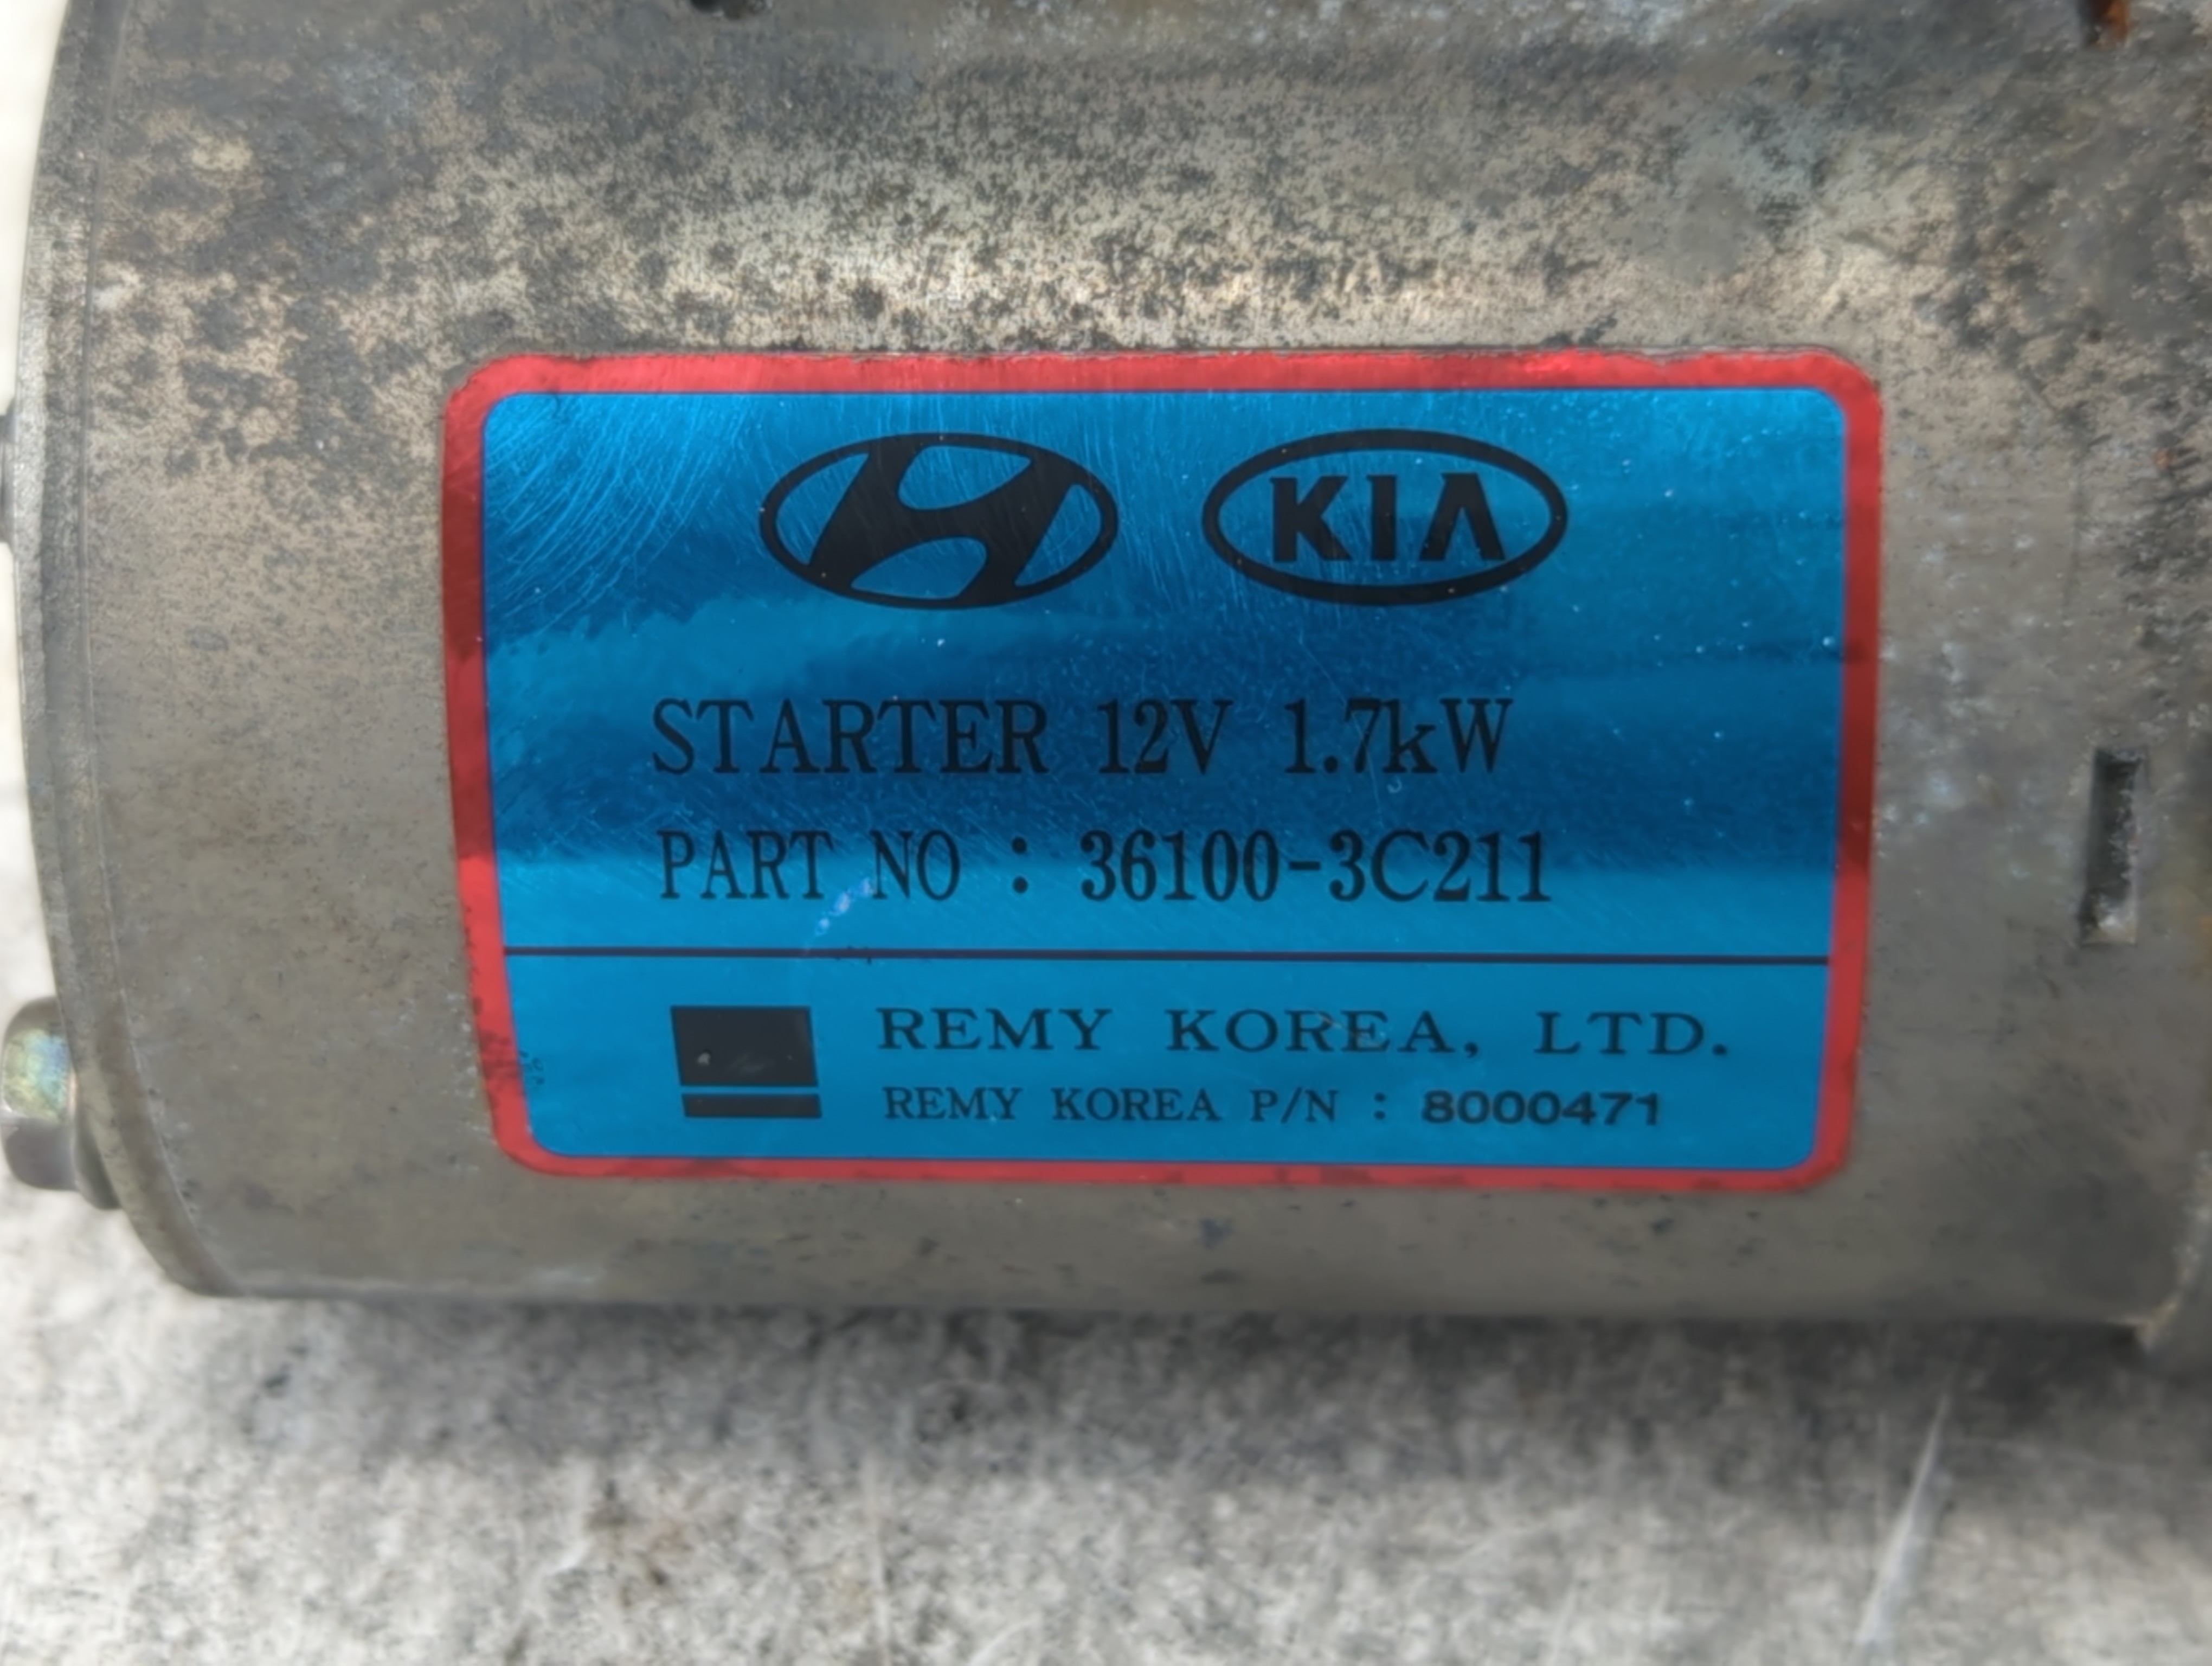 KIA
STARTER 12V 1.7kW
PART NO : 36100-3C211
REMY KOREA, LTD.
REMY KOREA P/N : 8000471